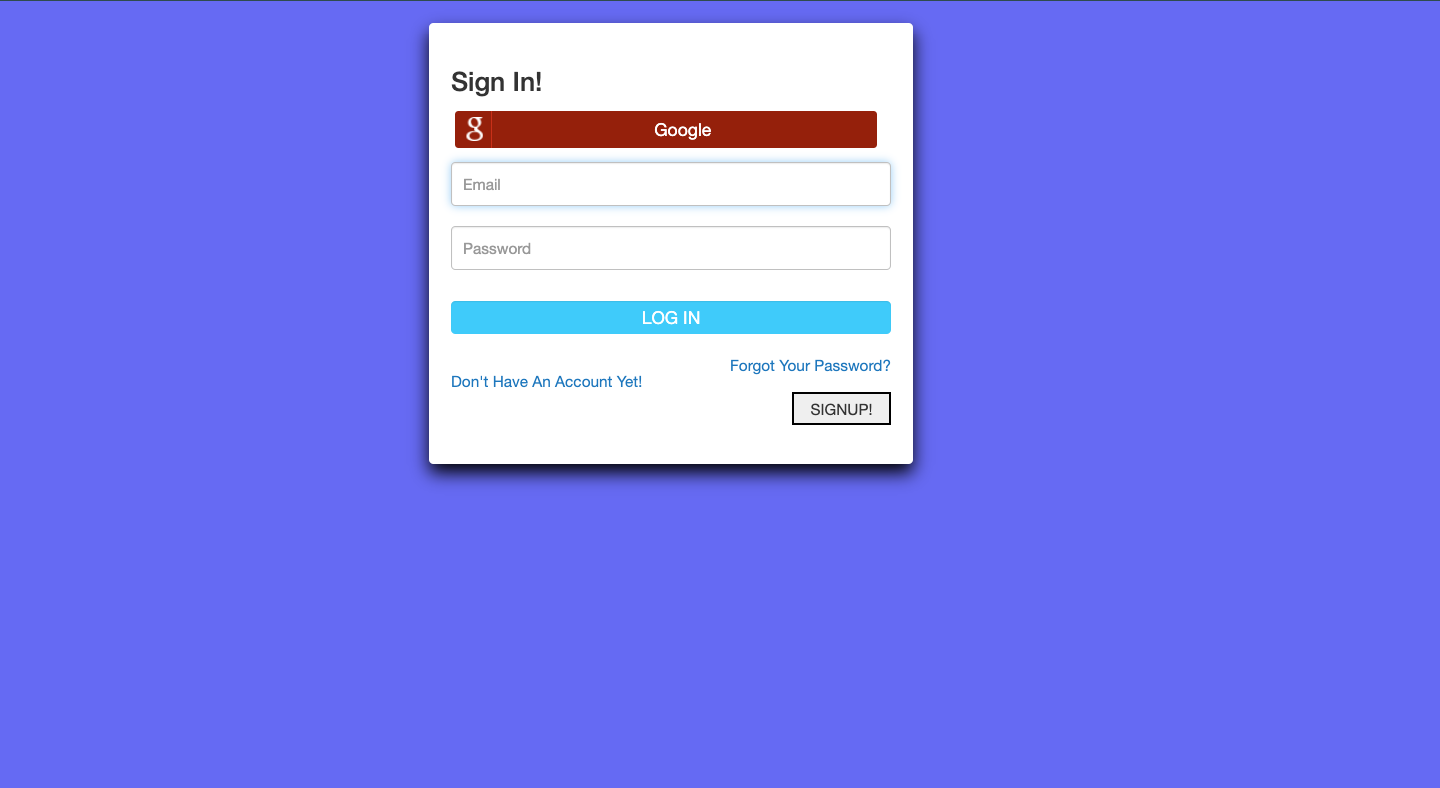 Sign In!
g Google
Email
Password
LOG IN
Forgot Your Password?
Don't Have An Account Yet!
SIGNUP!